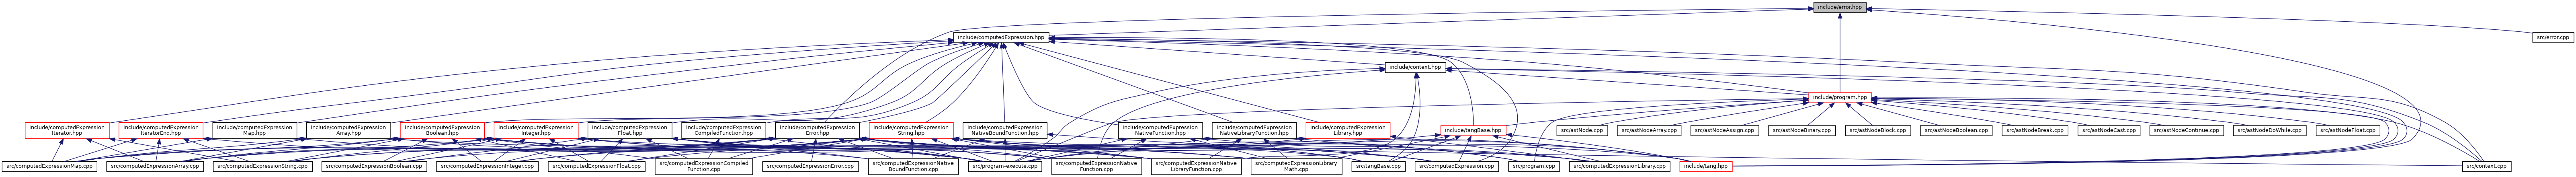 include/error.hpp
include/computedExpression.hpp
src/error.cpp
include/context.hpp
include/program.hpp
include/computedExpression
Iterator.hpp
include/computedExpression
IteratorEnd.hpp
include/computedExpression
Map.hpp
include/computedExpression
Array.hpp
include/computedExpression
Boolean.hpp
include/computedExpression
Integer.hpp
include/computedExpression
Float.hpp
include/computedExpression
CompiledFunction.hpp
include/computedExpression
Error.hpp
include/computedExpression
String.hpp
include/computedExpression
NativeBoundFunction.hpp
include/computedExpression
NativeFunction.hpp
include/computedExpression
NativeLibraryFunction.hpp
include/computedExpression
Library.hpp
include/tangBase.hpp
src/astNode.cpp
src/astNodeArray.cpp
src/astNodeAssign.cpp
src/astNodeBinary.cpp
src/astNodeBlock.cpp
src/astNodeBoolean.cpp
src/astNodeBreak.cpp
src/astNodeCast.cpp
src/astNodeContinue.cpp
src/astNodeDoWhile.cpp
src/astNodeFloat.cpp
src/computedExpressionMap.cpp
src/computedExpressionArray.cpp
src/computedExpressionString.cpp
src/computedExpressionBoolean.cpp
src/computedExpressionInteger.cpp
src/computedExpressionFloat.cpp
src/computedExpressionCompiled
Function.cpp
src/computedExpressionError.cpp
src/computedExpressionNative
BoundFunction.cpp
src/program-execute.cpp
src/computedExpressionNative
Function.cpp
src/computedExpressionNative
LibraryFunction.cpp
src/computedExpressionLibrary
Math.cpp
src/tangBase.cpp
src/computedExpression.cpp
src/program.cpp
src/computedExpressionLibrary.cpp
include/tang.hpp
src/context.cpp